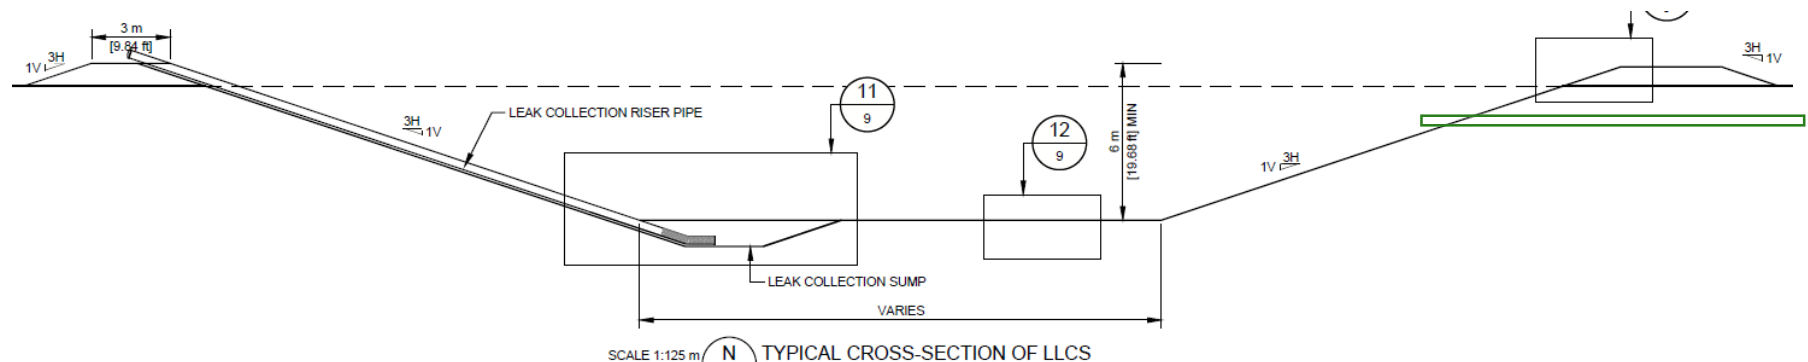 3 m
[9.84 ft]
3H
1V
3H
1V
LEAK COLLECTION RISER PIPE
11
9
12
9
6 m
[19.68 ft] MIN
1V 3H
3H
1V
LEAK COLLECTION SUMP
VARIES
SCALE 1:125 m
N
TYPICAL CROSS-SECTION OF LLCS